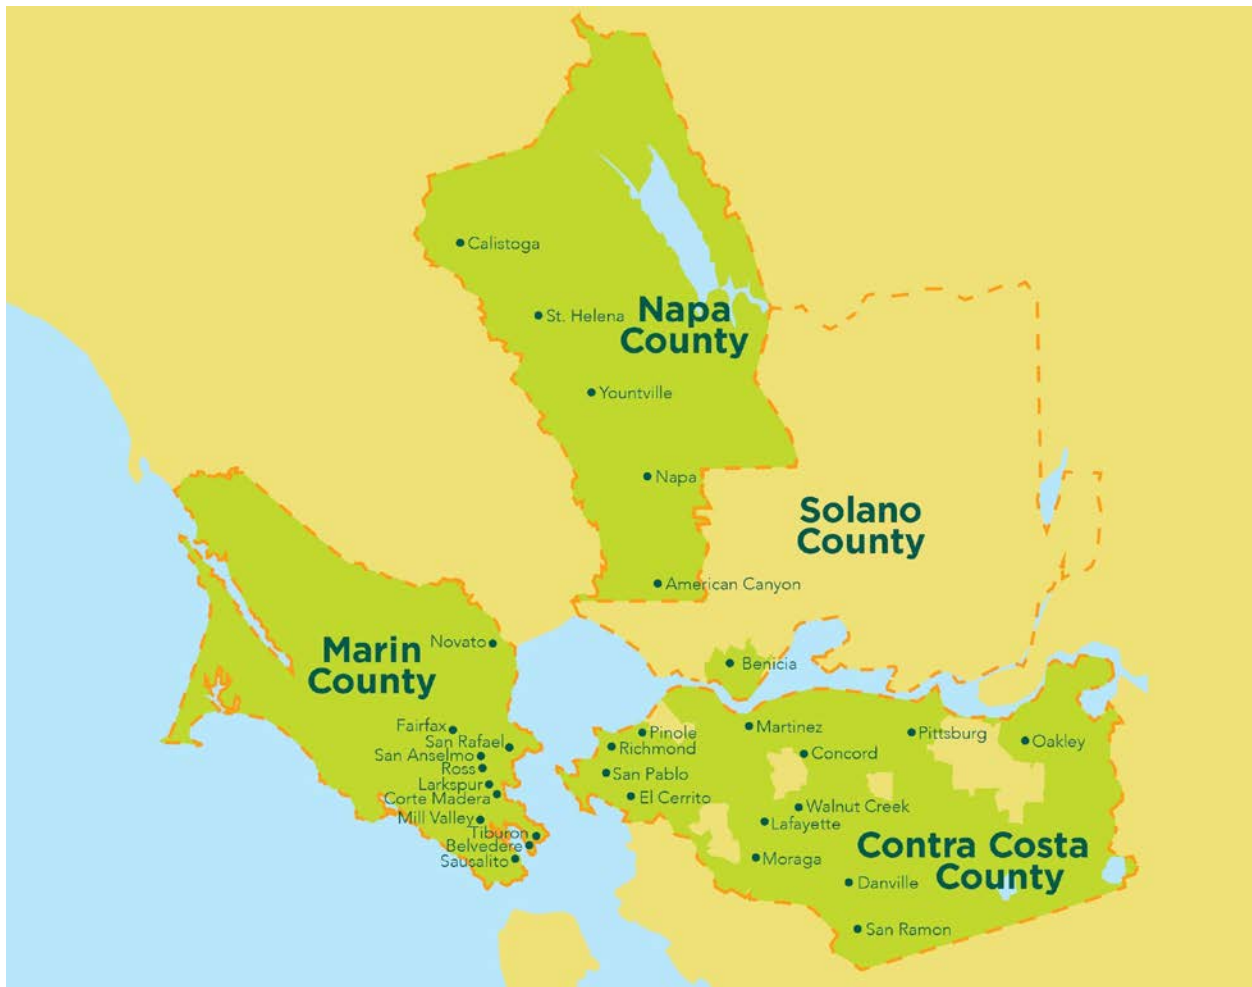 Calistoga
St. Helena
Napa
County
Yountville
Napa
Solano
County
American Canyon
Marin
County
Novato
Benicia
Fairfax
San Rafael
San Anselmo
Ross
Larkspur
Corte Madera
Mill Valley
Tiburon
Belvedere
Sausalito
Pinole
Richmond
San Pablo
El Cerrito
Martinez
Concord
Pittsburg
Oakley
Walnut Creek
Lafayette
Contra Costa
County
Moraga
Danville
San Ramon